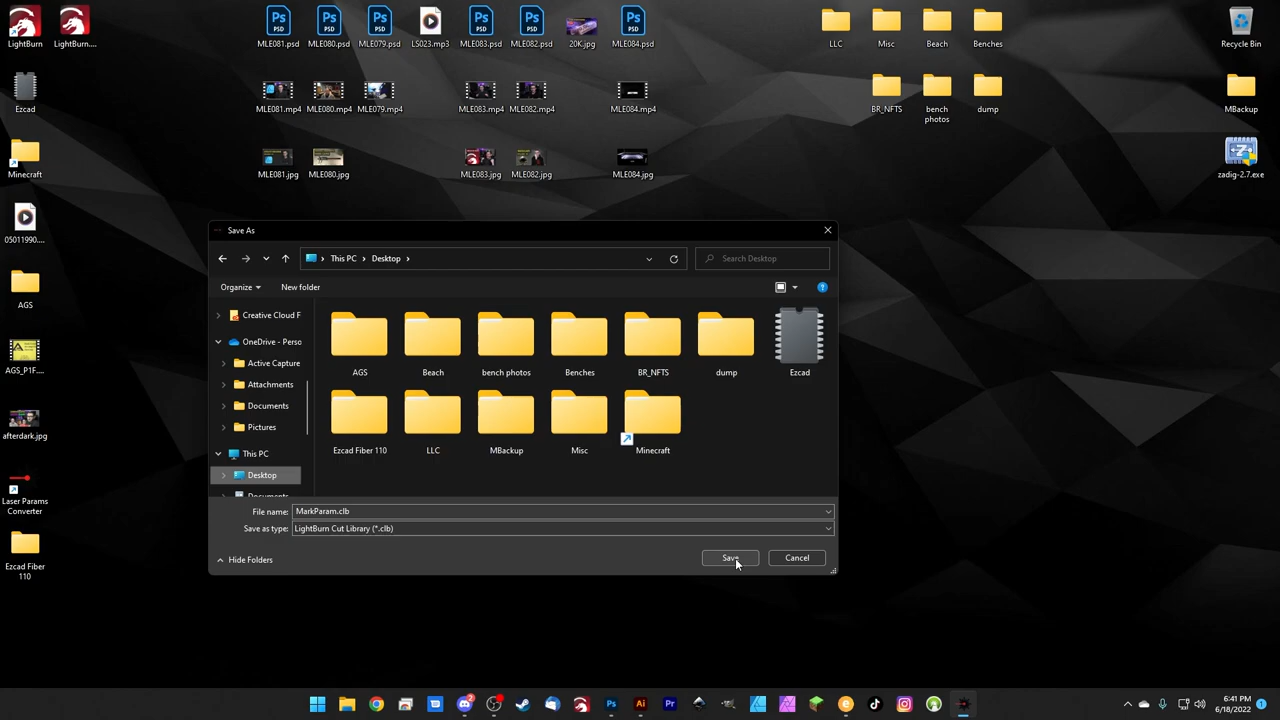 LightBurn
LightBurn....
MLE081.psd
MLE080.psd
MLE079.psd
LS023.mp3
MLE083.psd
MLE082.psd
20K.jpg
MLE084.psd
LLC
Misc
Beach
Benches
Recycle Bin
Ezcad
MLE081.mp4
MLE080.mp4
MLE079.mp4
MLE083.mp4
MLE082.mp4
MLE084.mp4
BR_NFTS
bench
photos
dump
MBackup
Minecraft
MLE081.jpg
MLE080.jpg
MLE083.jpg
MLE082.jpg
MLE084.jpg
zadig-2.7.exe
05011990....
AGS
AGS_P1F....
afterdark.jpg
Laser Params
Converter
Ezcad Fiber
110
Save As
This PC > Desktop >
Search Desktop
Organize
New folder
Creative Cloud F
OneDrive - Perso
Active Capture
Attachments
Documents
Pictures
This PC
Desktop
AGS
Beach
bench photos
Benches
BR_NFTS
dump
Ezcad
Ezcad Fiber 110
LLC
MBackup
Misc
Minecraft
File name: MarkParam.clb
Save as type: LightBurn Cut Library (*.clb)
Hide Folders
Save
Cancel
6:41 PM
6/18/2022